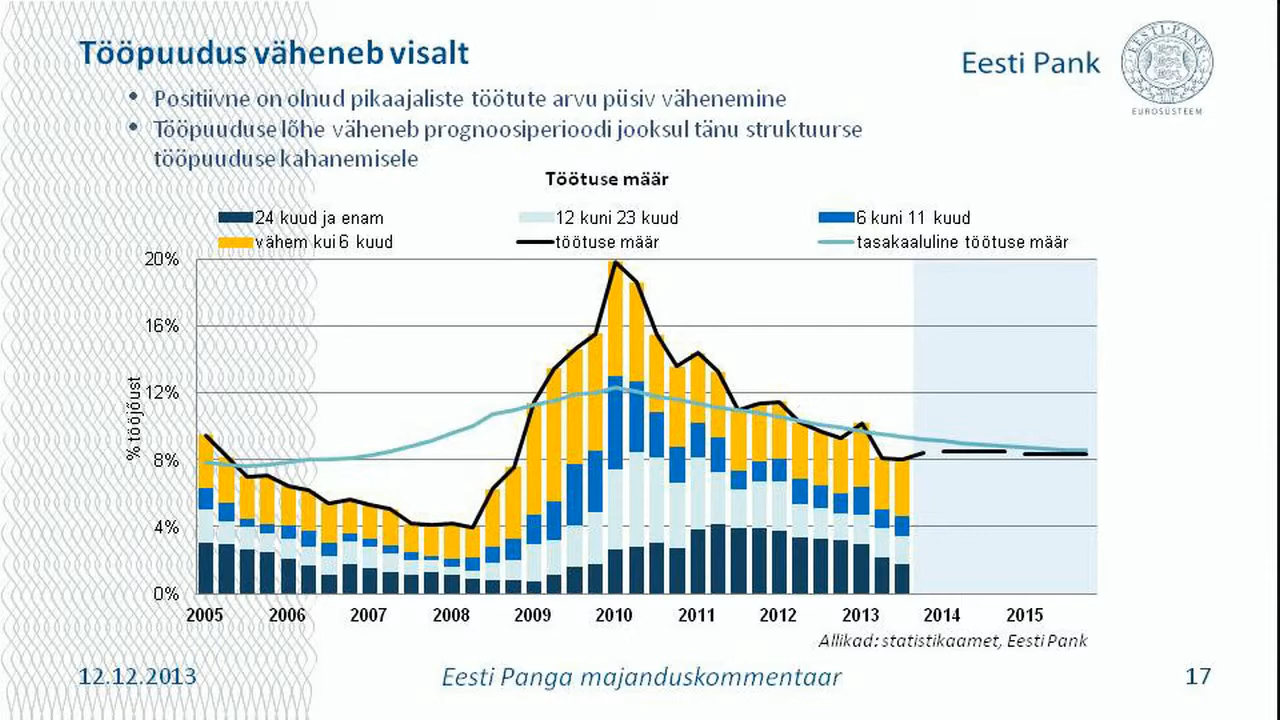 Tööpuudus väheneb visalt
Eesti Pank
EESTI·PANK
EUROSÜSTEEM
• Positiivne on olnud pikaajaliste töötute arvu püsiv vähenemine
• Tööpuuduse lõhe väheneb prognoosiperioodi jooksul tänu struktuurse
tööpuuduse kahanemisele
Töötuse määr
24 kuud ja enam
12 kuni 23 kuud
6 kuni 11 kuud
vähem kui 6 kuud
töötuse määr
tasakaaluline töötuse määr
% tööjõust
20%
16%
12%
8%
4%
0%
2005 2006 2007 2008 2009 2010 2011 2012 2013 2014 2015
Allikad: statistikaamet, Eesti Pank
12.12.2013
Eesti Panga majanduskommentaar
17